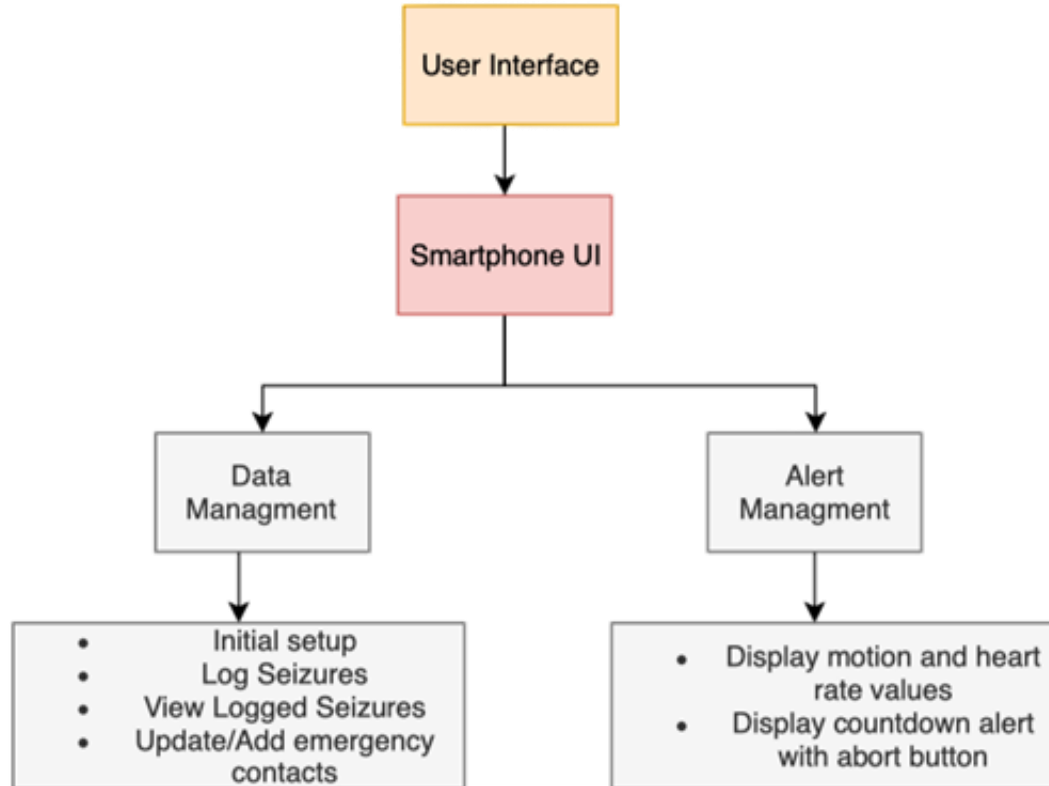 User Interface
Smartphone UI
Data
Managment
Alert
Managment
• Initial setup
• Log Seizures
• View Logged Seizures
• Update/Add emergency
contacts
• Display motion and heart
rate values
• Display countdown alert
with abort button